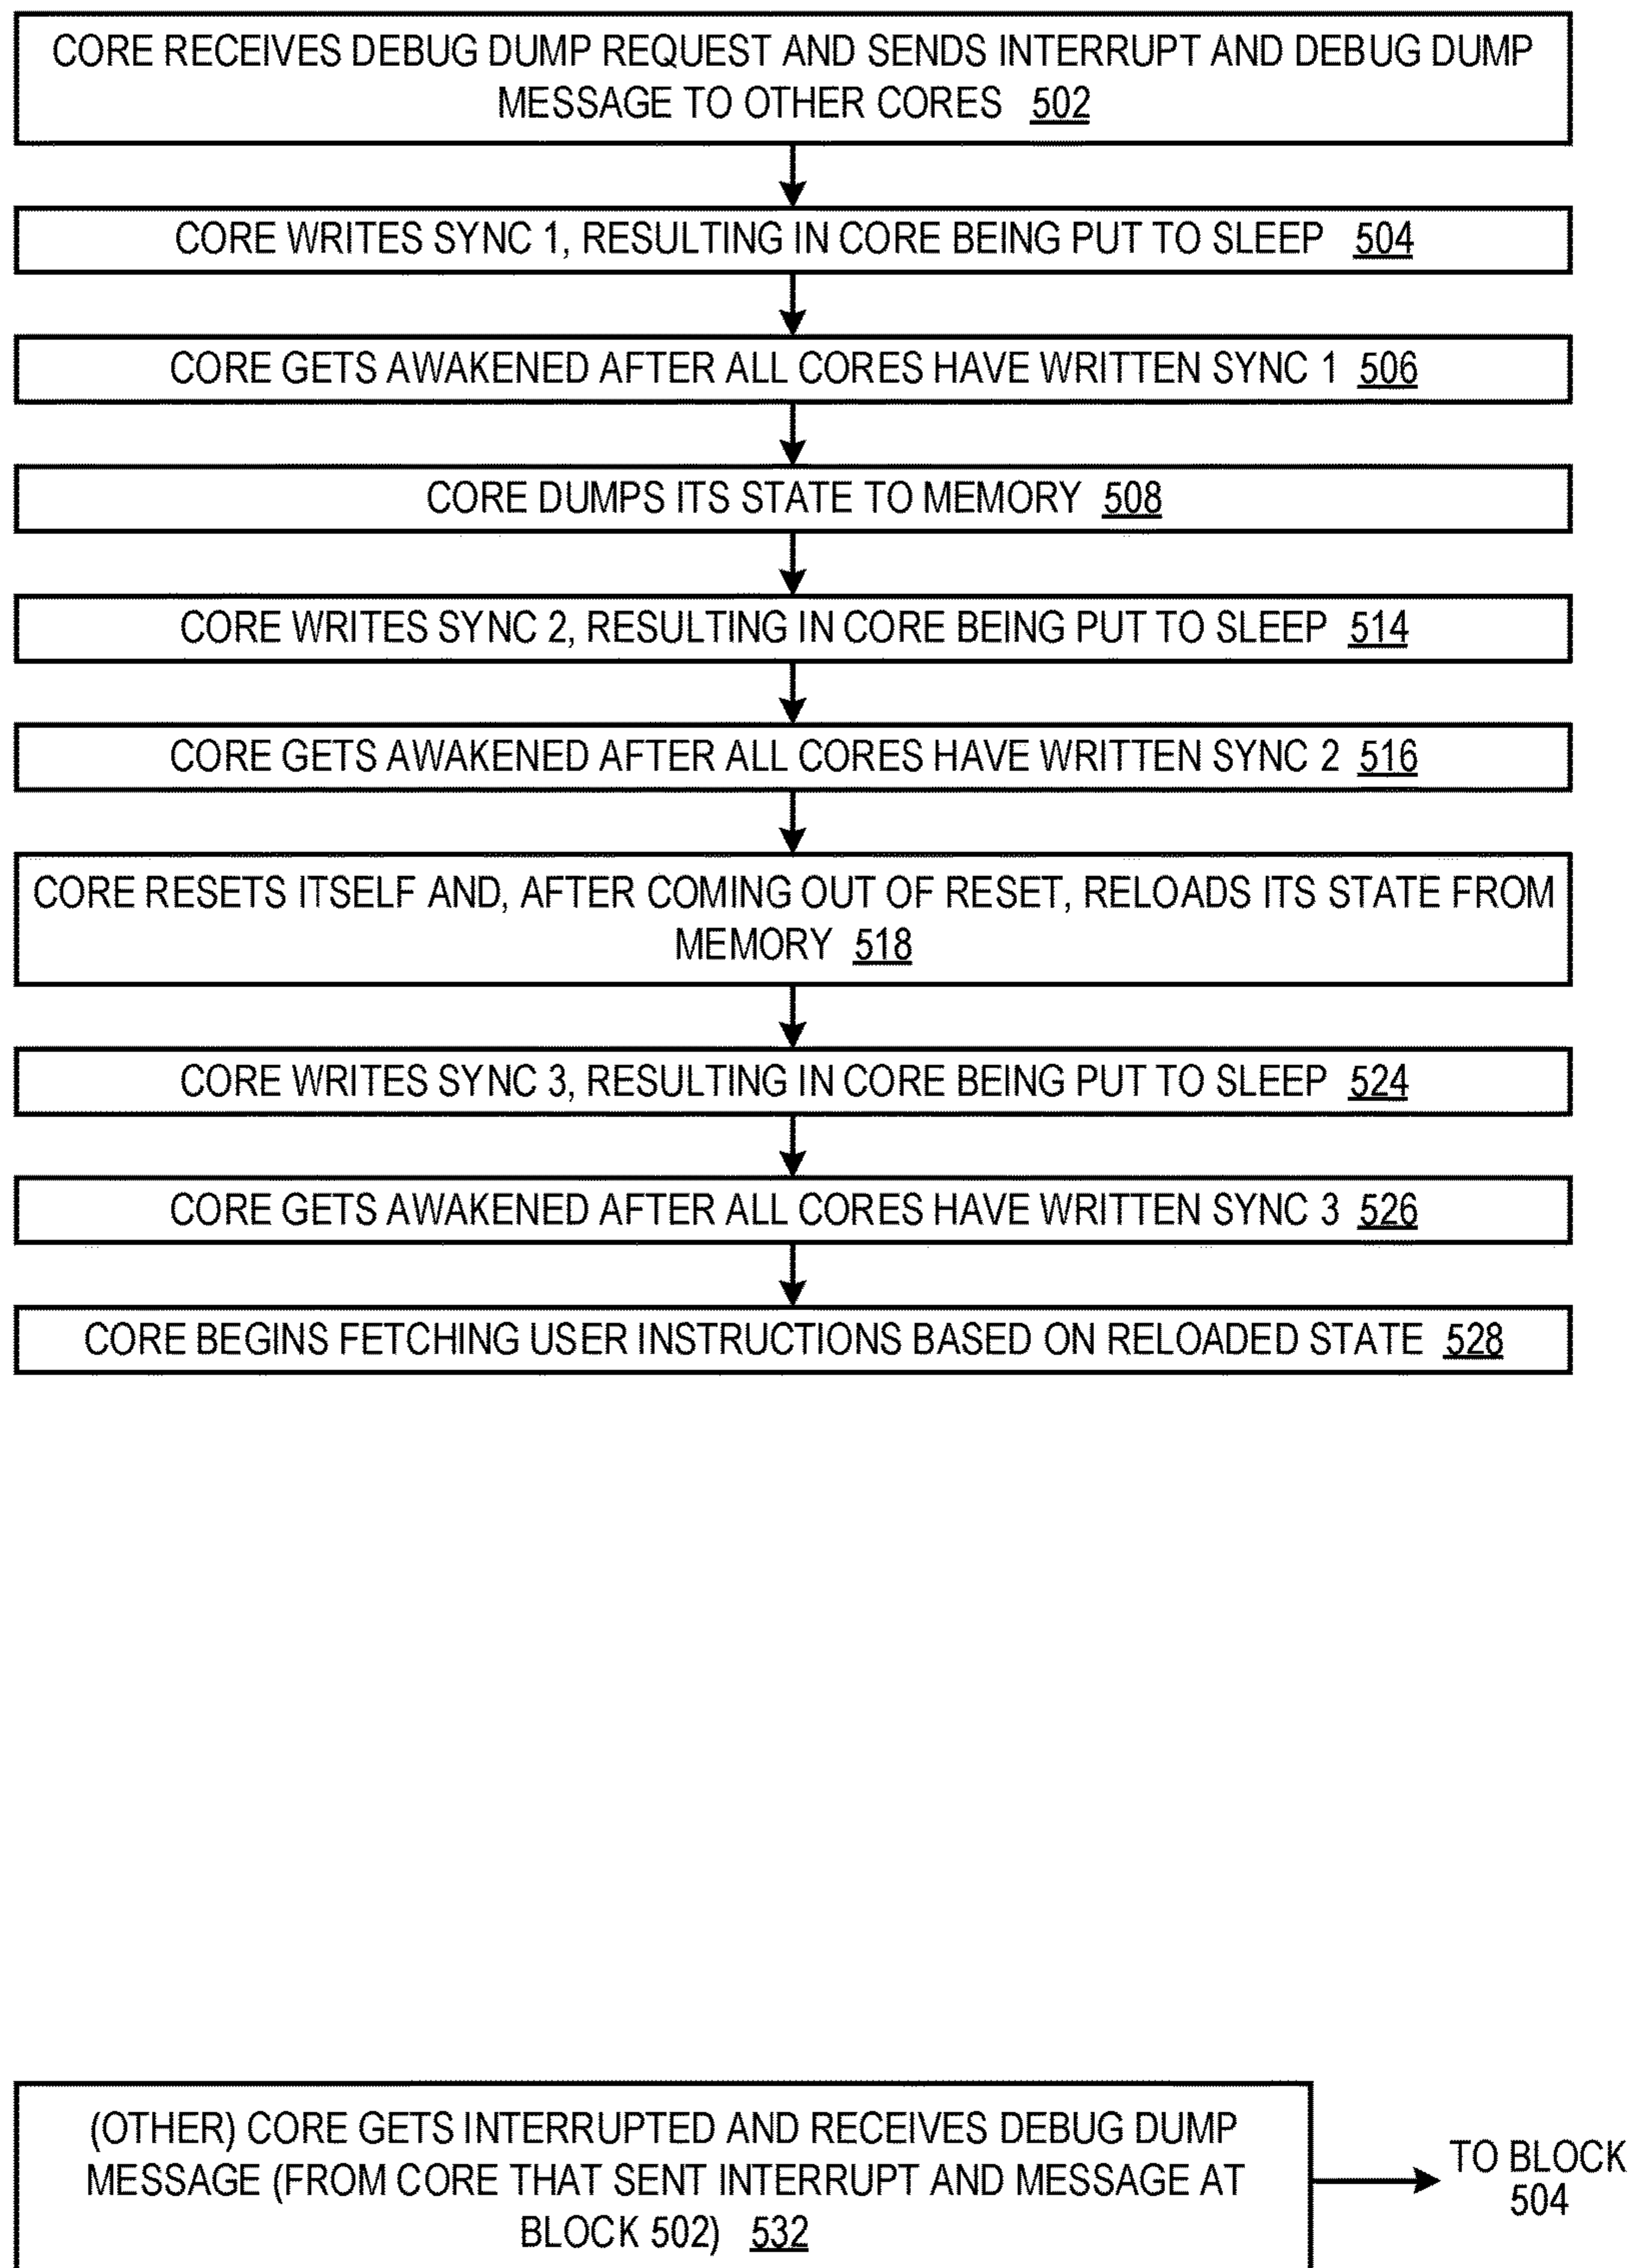 CORE RECEIVES DEBUG DUMP REQUEST AND SENDS INTERRUPT AND DEBUG DUMP
MESSAGE TO OTHER CORES 502
CORE WRITES SYNC 1, RESULTING IN CORE BEING PUT TO SLEEP 504
CORE GETS AWAKENED AFTER ALL CORES HAVE WRITTEN SYNC 1 506
CORE DUMPS ITS STATE TO MEMORY 508
CORE WRITES SYNC 2, RESULTING IN CORE BEING PUT TO SLEEP 514
CORE GETS AWAKENED AFTER ALL CORES HAVE WRITTEN SYNC 2 516
CORE RESETS ITSELF AND, AFTER COMING OUT OF RESET, RELOADS ITS STATE FROM
MEMORY 518
CORE WRITES SYNC 3, RESULTING IN CORE BEING PUT TO SLEEP 524
CORE GETS AWAKENED AFTER ALL CORES HAVE WRITTEN SYNC 3 526
CORE BEGINS FETCHING USER INSTRUCTIONS BASED ON RELOADED STATE 528
(OTHER) CORE GETS INTERRUPTED AND RECEIVES DEBUG DUMP
MESSAGE (FROM CORE THAT SENT INTERRUPT AND MESSAGE AT
BLOCK 502) 532
TO BLOCK
504